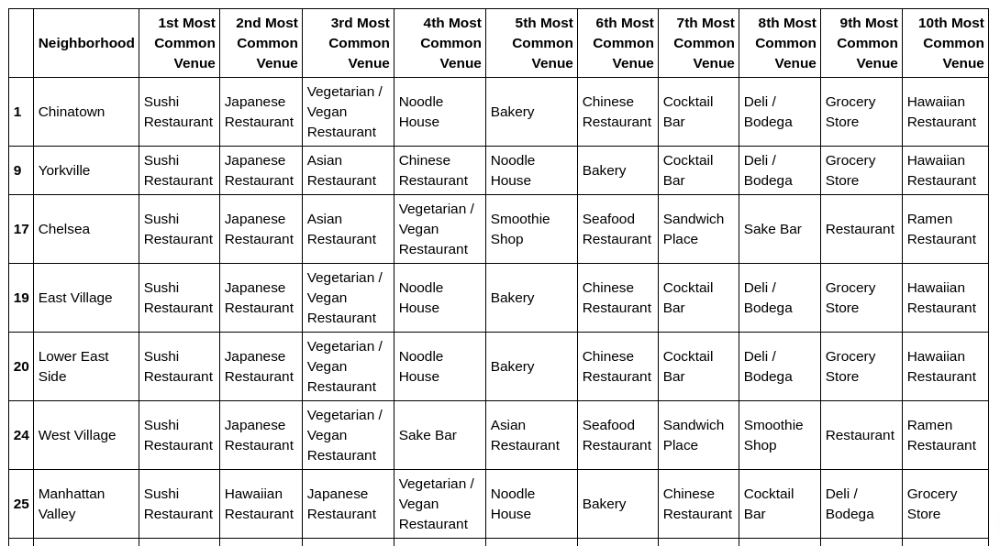 Neighborhood 1st Most Common Venue 2nd Most Common Venue 3rd Most Common Venue 4th Most Common Venue 5th Most Common Venue 6th Most Common Venue 7th Most Common Venue 8th Most Common Venue 9th Most Common Venue 10th Most Common Venue
1 Chinatown Sushi Restaurant Japanese Restaurant Vegetarian / Vegan Restaurant Noodle House Bakery Chinese Restaurant Cocktail Bar Deli / Bodega Grocery Store Hawaiian Restaurant
9 Yorkville Sushi Restaurant Japanese Restaurant Asian Restaurant Chinese Restaurant Noodle House Bakery Cocktail Bar Deli / Bodega Grocery Store Hawaiian Restaurant
17 Chelsea Sushi Restaurant Japanese Restaurant Asian Restaurant Vegetarian / Vegan Restaurant Smoothie Shop Seafood Restaurant Sandwich Place Sake Bar Restaurant Ramen Restaurant
19 East Village Sushi Restaurant Japanese Restaurant Vegetarian / Vegan Restaurant Noodle House Bakery Chinese Restaurant Cocktail Bar Deli / Bodega Grocery Store Hawaiian Restaurant
20 Lower East Side Sushi Restaurant Japanese Restaurant Vegetarian / Vegan Restaurant Noodle House Bakery Chinese Restaurant Cocktail Bar Deli / Bodega Grocery Store Hawaiian Restaurant
24 West Village Sushi Restaurant Japanese Restaurant Vegetarian / Vegan Restaurant Sake Bar Asian Restaurant Seafood Restaurant Sandwich Place Smoothie Shop Restaurant Ramen Restaurant
25 Manhattan Valley Sushi Restaurant Hawaiian Restaurant Japanese Restaurant Vegetarian / Vegan Restaurant Noodle House Bakery Chinese Restaurant Cocktail Bar Deli / Bodega Grocery Store